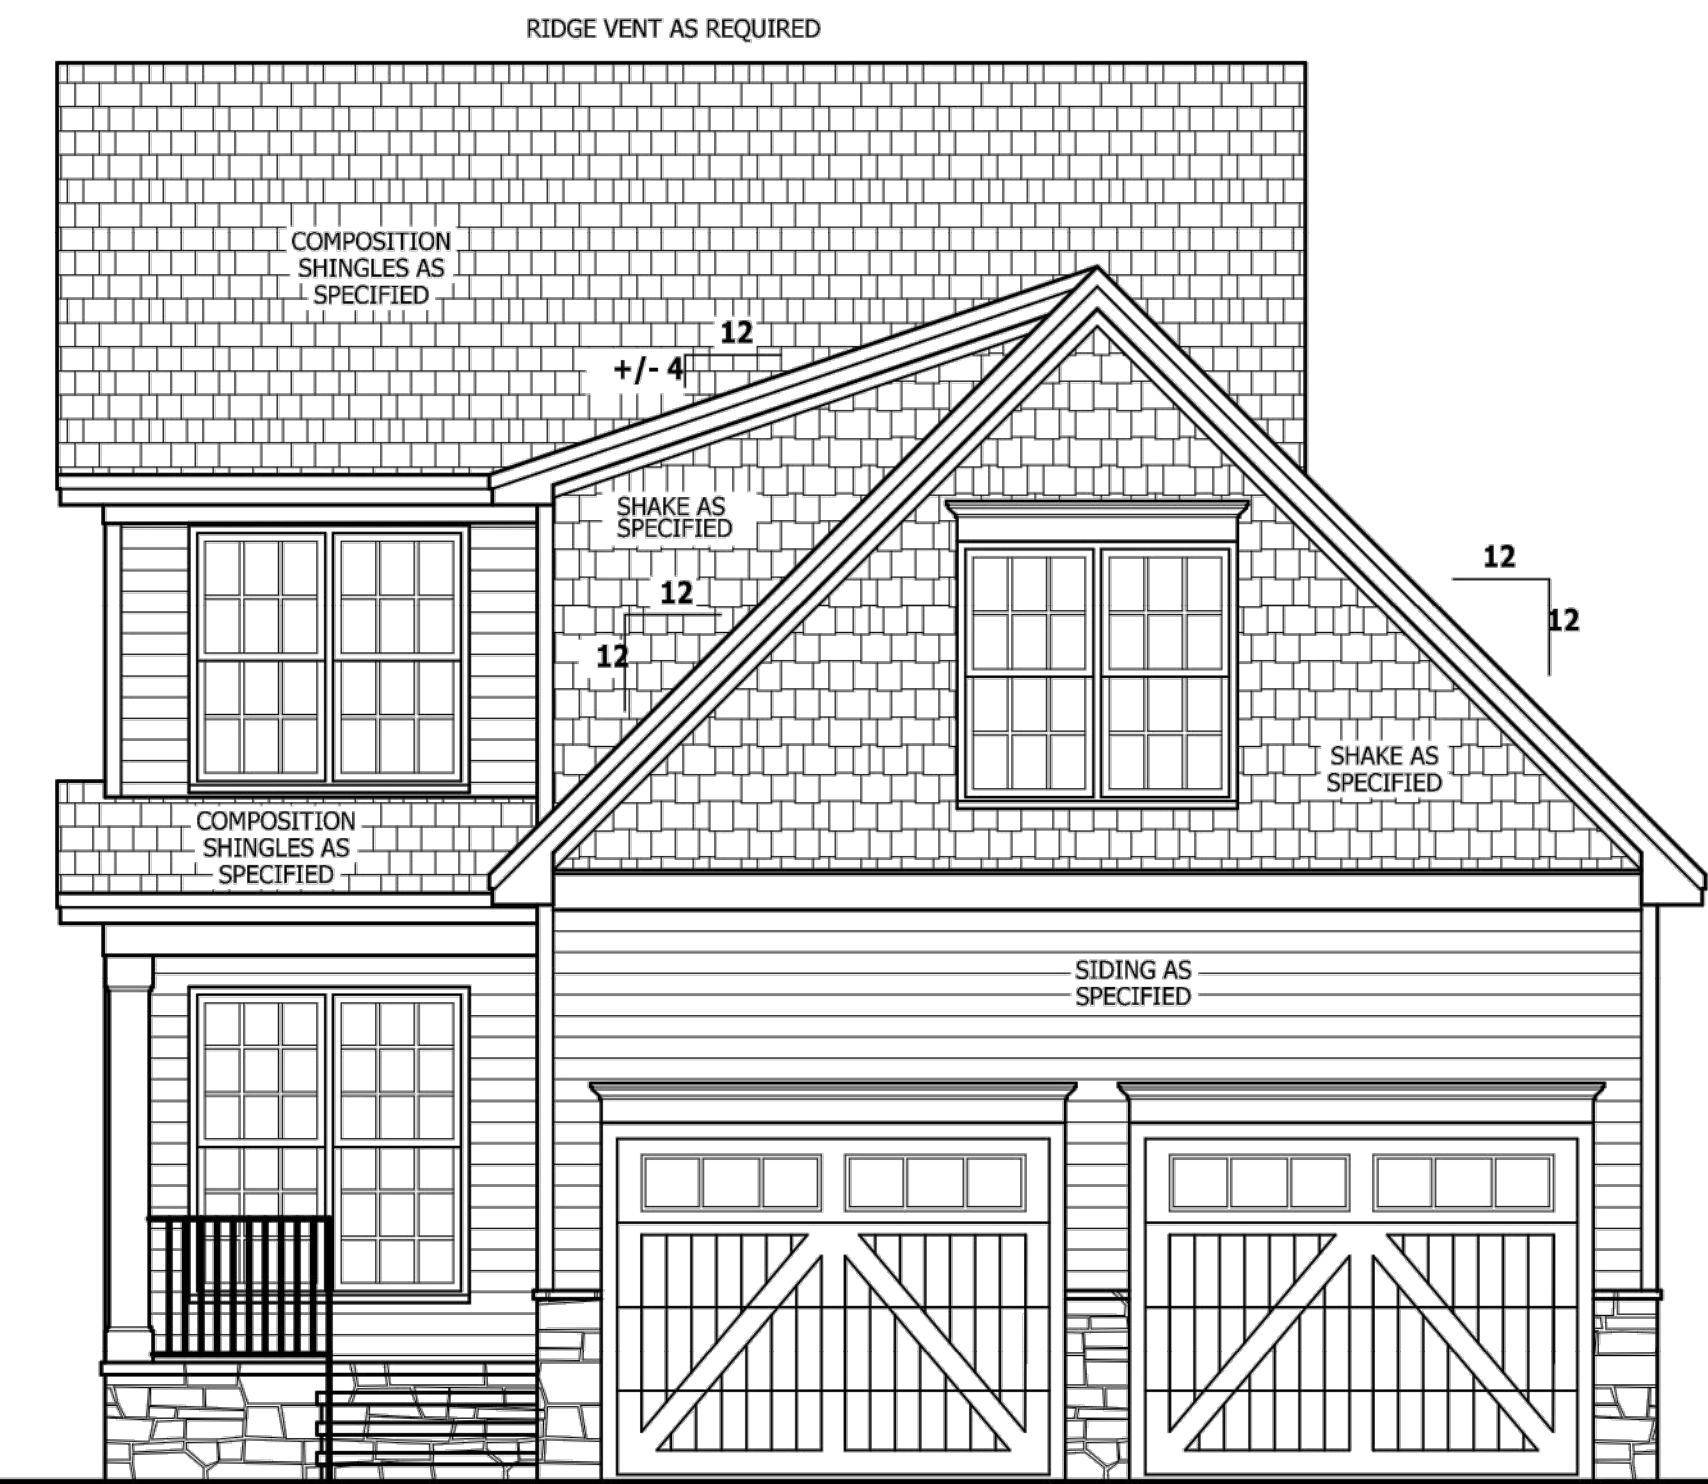 RIDGE VENT AS REQUIRED
COMPOSITION
SHINGLES AS
SPECIFIED
12
+/- 4
SHAKE AS
SPECIFIED
12
12
12
12
SHAKE AS
SPECIFIED
COMPOSITION
SHINGLES AS
SPECIFIED
SIDING AS
SPECIFIED